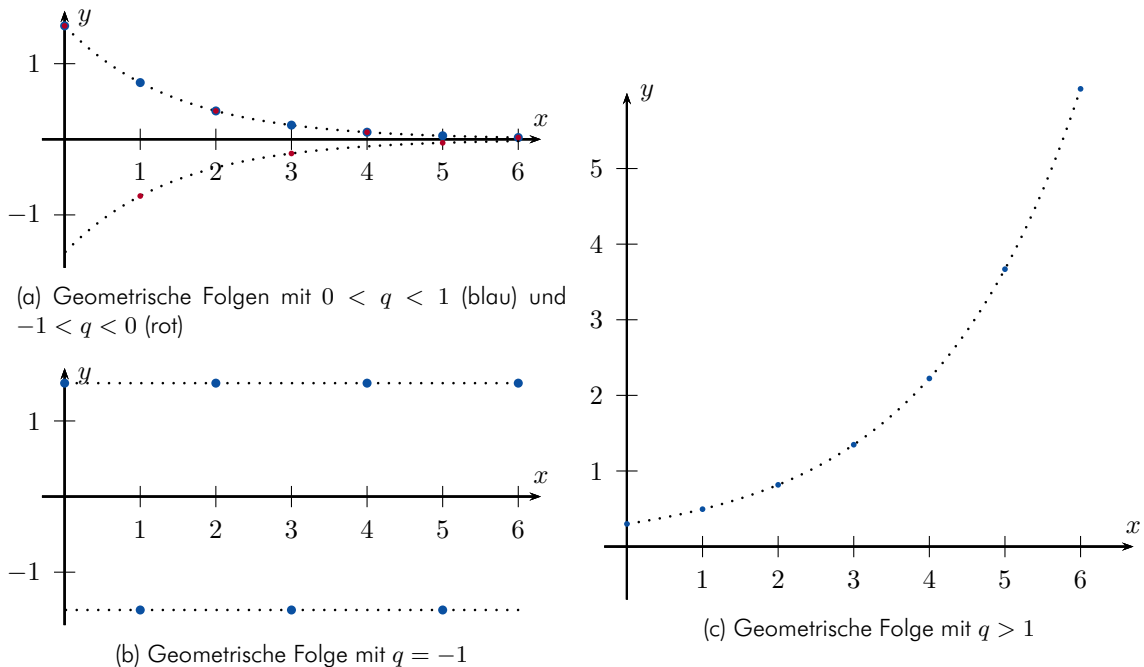 y
1
x
1 2 3 4 5 6
−1
(a) Geometrische Folgen mit 0 < q < 1 (blau) und
−1 < q < 0 (rot)
y
1
x
1 2 3 4 5 6
−1
(b) Geometrische Folge mit q = −1
y
5
4
3
2
1
x
1 2 3 4 5 6
(c) Geometrische Folge mit q > 1